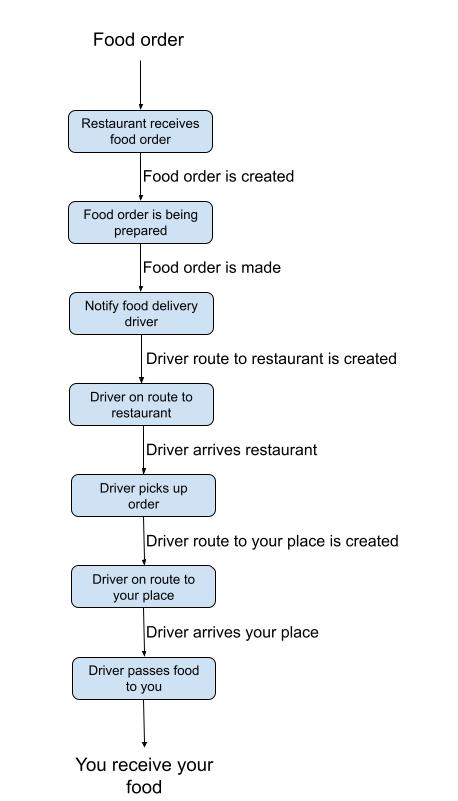 Food order
Restaurant receives
food order
Food order is created
Food order is being
prepared
Food order is made
Notify food delivery
driver
Driver route to restaurant is created
Driver on route to
restaurant
Driver arrives restaurant
Driver picks up
order
Driver route to your place is created
Driver on route to
your place
Driver arrives your place
Driver passes food
to you
You receive your
food